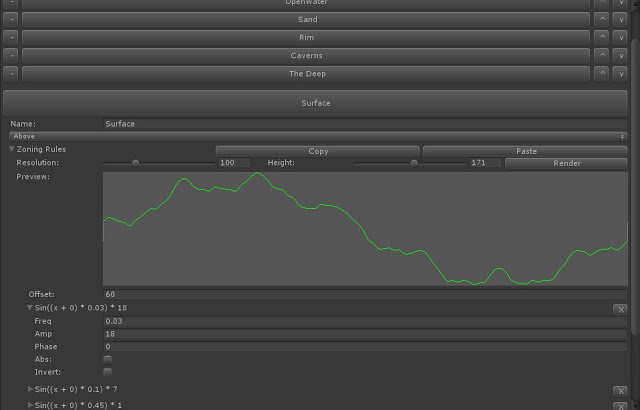 - OpenWater ^ v
- Sand ^ v
- Rim ^ v
- Caverns ^ v
- The Deep ^ v
Surface
Name: Surface
Above
Zoning Rules Copy Paste
Resolution: 100 Height: 171 Render
Preview:
Offset: 60
Sin((x + 0) * 0.03) * 18 X
Freq 0.03
Amp 18
Phase 0
Abs:
Invert:
Sin((x + 0) * 0.1) * 7 X
Sin((x + 0) * 0.45) * 1 X